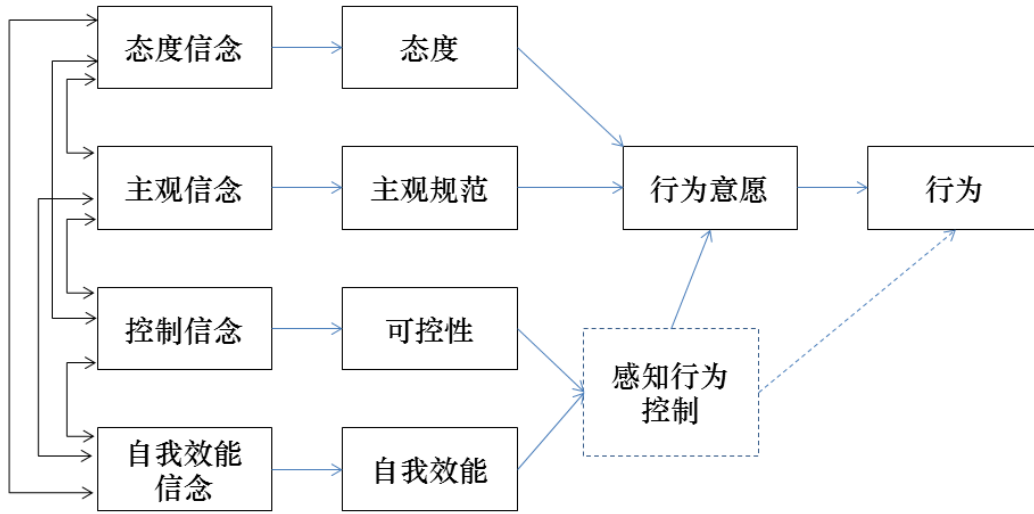 态度信念
态度
主观信念
主观规范
行为意愿
行为
控制信念
可控性
感知行为
控制
自我效能
信念
自我效能